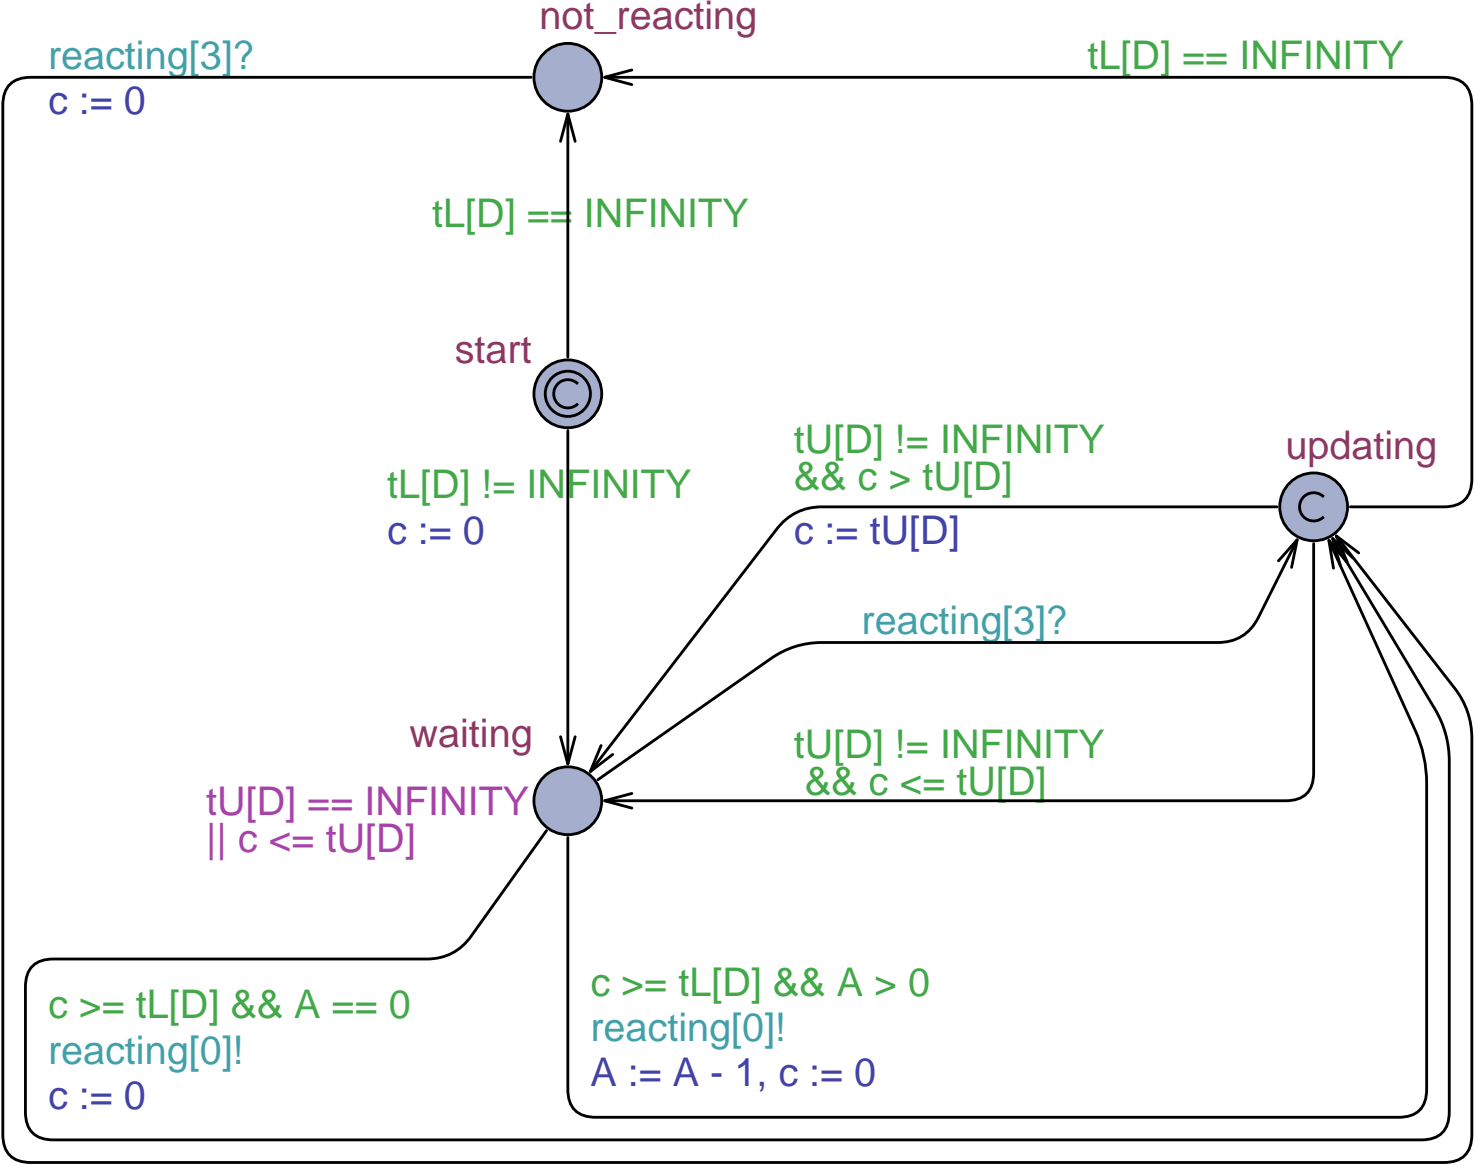 not_reacting
reacting[3]?
c := 0
tL[D] == INFINITY
tL[D] == INFINITY
start
C
tL[D] != INFINITY
c := 0
tU[D] != INFINITY
&& c > tU[D]
c := tU[D]
updating
C
reacting[3]?
waiting
tU[D] == INFINITY
|| c <= tU[D]
tU[D] != INFINITY
&& c <= tU[D]
c >= tL[D] && A == 0
reacting[0]!
c := 0
c >= tL[D] && A > 0
reacting[0]!
A := A - 1, c := 0